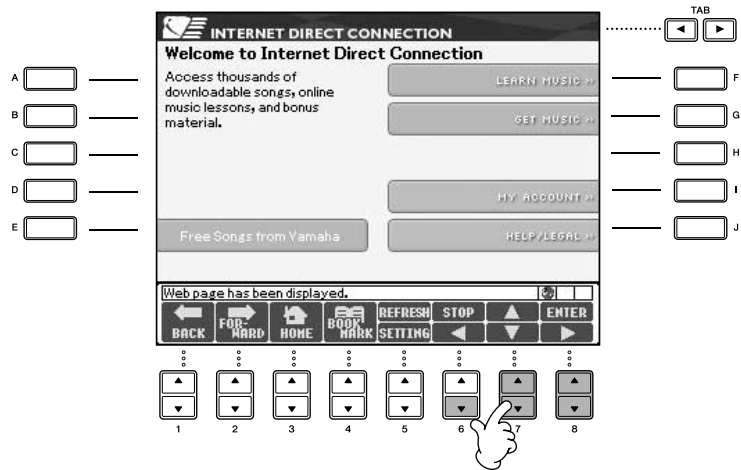 TAB
INTERNET DIRECT CONNECTION
Welcome to Internet Direct Connection
Access thousands of
downloadable songs, online
music lessons, and bonus
material.
LEARN MUSIC »
GET MUSIC »
MY ACCOUNT »
Free Songs from Yamaha
HELP/LEGAL »
A
B
C
D
E
F
G
H
I
J
Web page has been displayed.
BACK
FOR-
WARD
HOME
BOOK
MARK
REFRESH
SETTING
STOP
ENTER
1 2 3 4 5 6 7 8